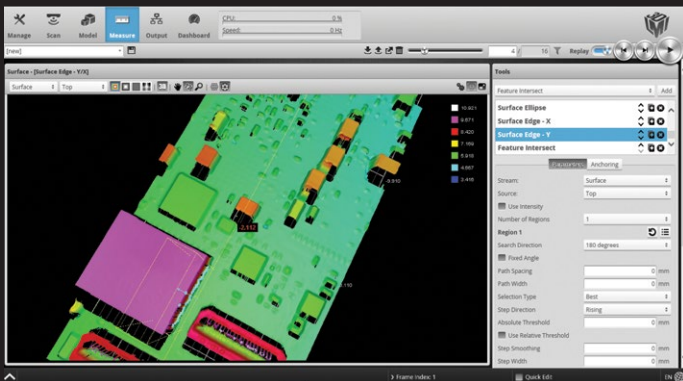 CPU: 0 %
Speed: 0 Hz
Manage Scan Model Measure Output Dashboard
[new] 4 / 16 Replay
Surface - [Surface Edge - Y/X]
Surface Top
10.921
9.671
8.420
7.169
5.918
4.667
3.416
-2.112
Tools
Feature Intersect Add
Surface Ellipse
Surface Edge - X
Surface Edge - Y
Feature Intersect
Parameters Anchoring
Stream: Surface
Source: Top
Use Intensity
Number of Regions 1
Region 1
Search Direction 180 degrees
Fixed Angle
Path Spacing 0 mm
Path Width 0 mm
Selection Type Best
Step Direction Rising
Absolute Threshold 0 mm
Use Relative Threshold
Step Smoothing 0 mm
Step Width 0 mm
Frame Index: 1 Quick Edit EN